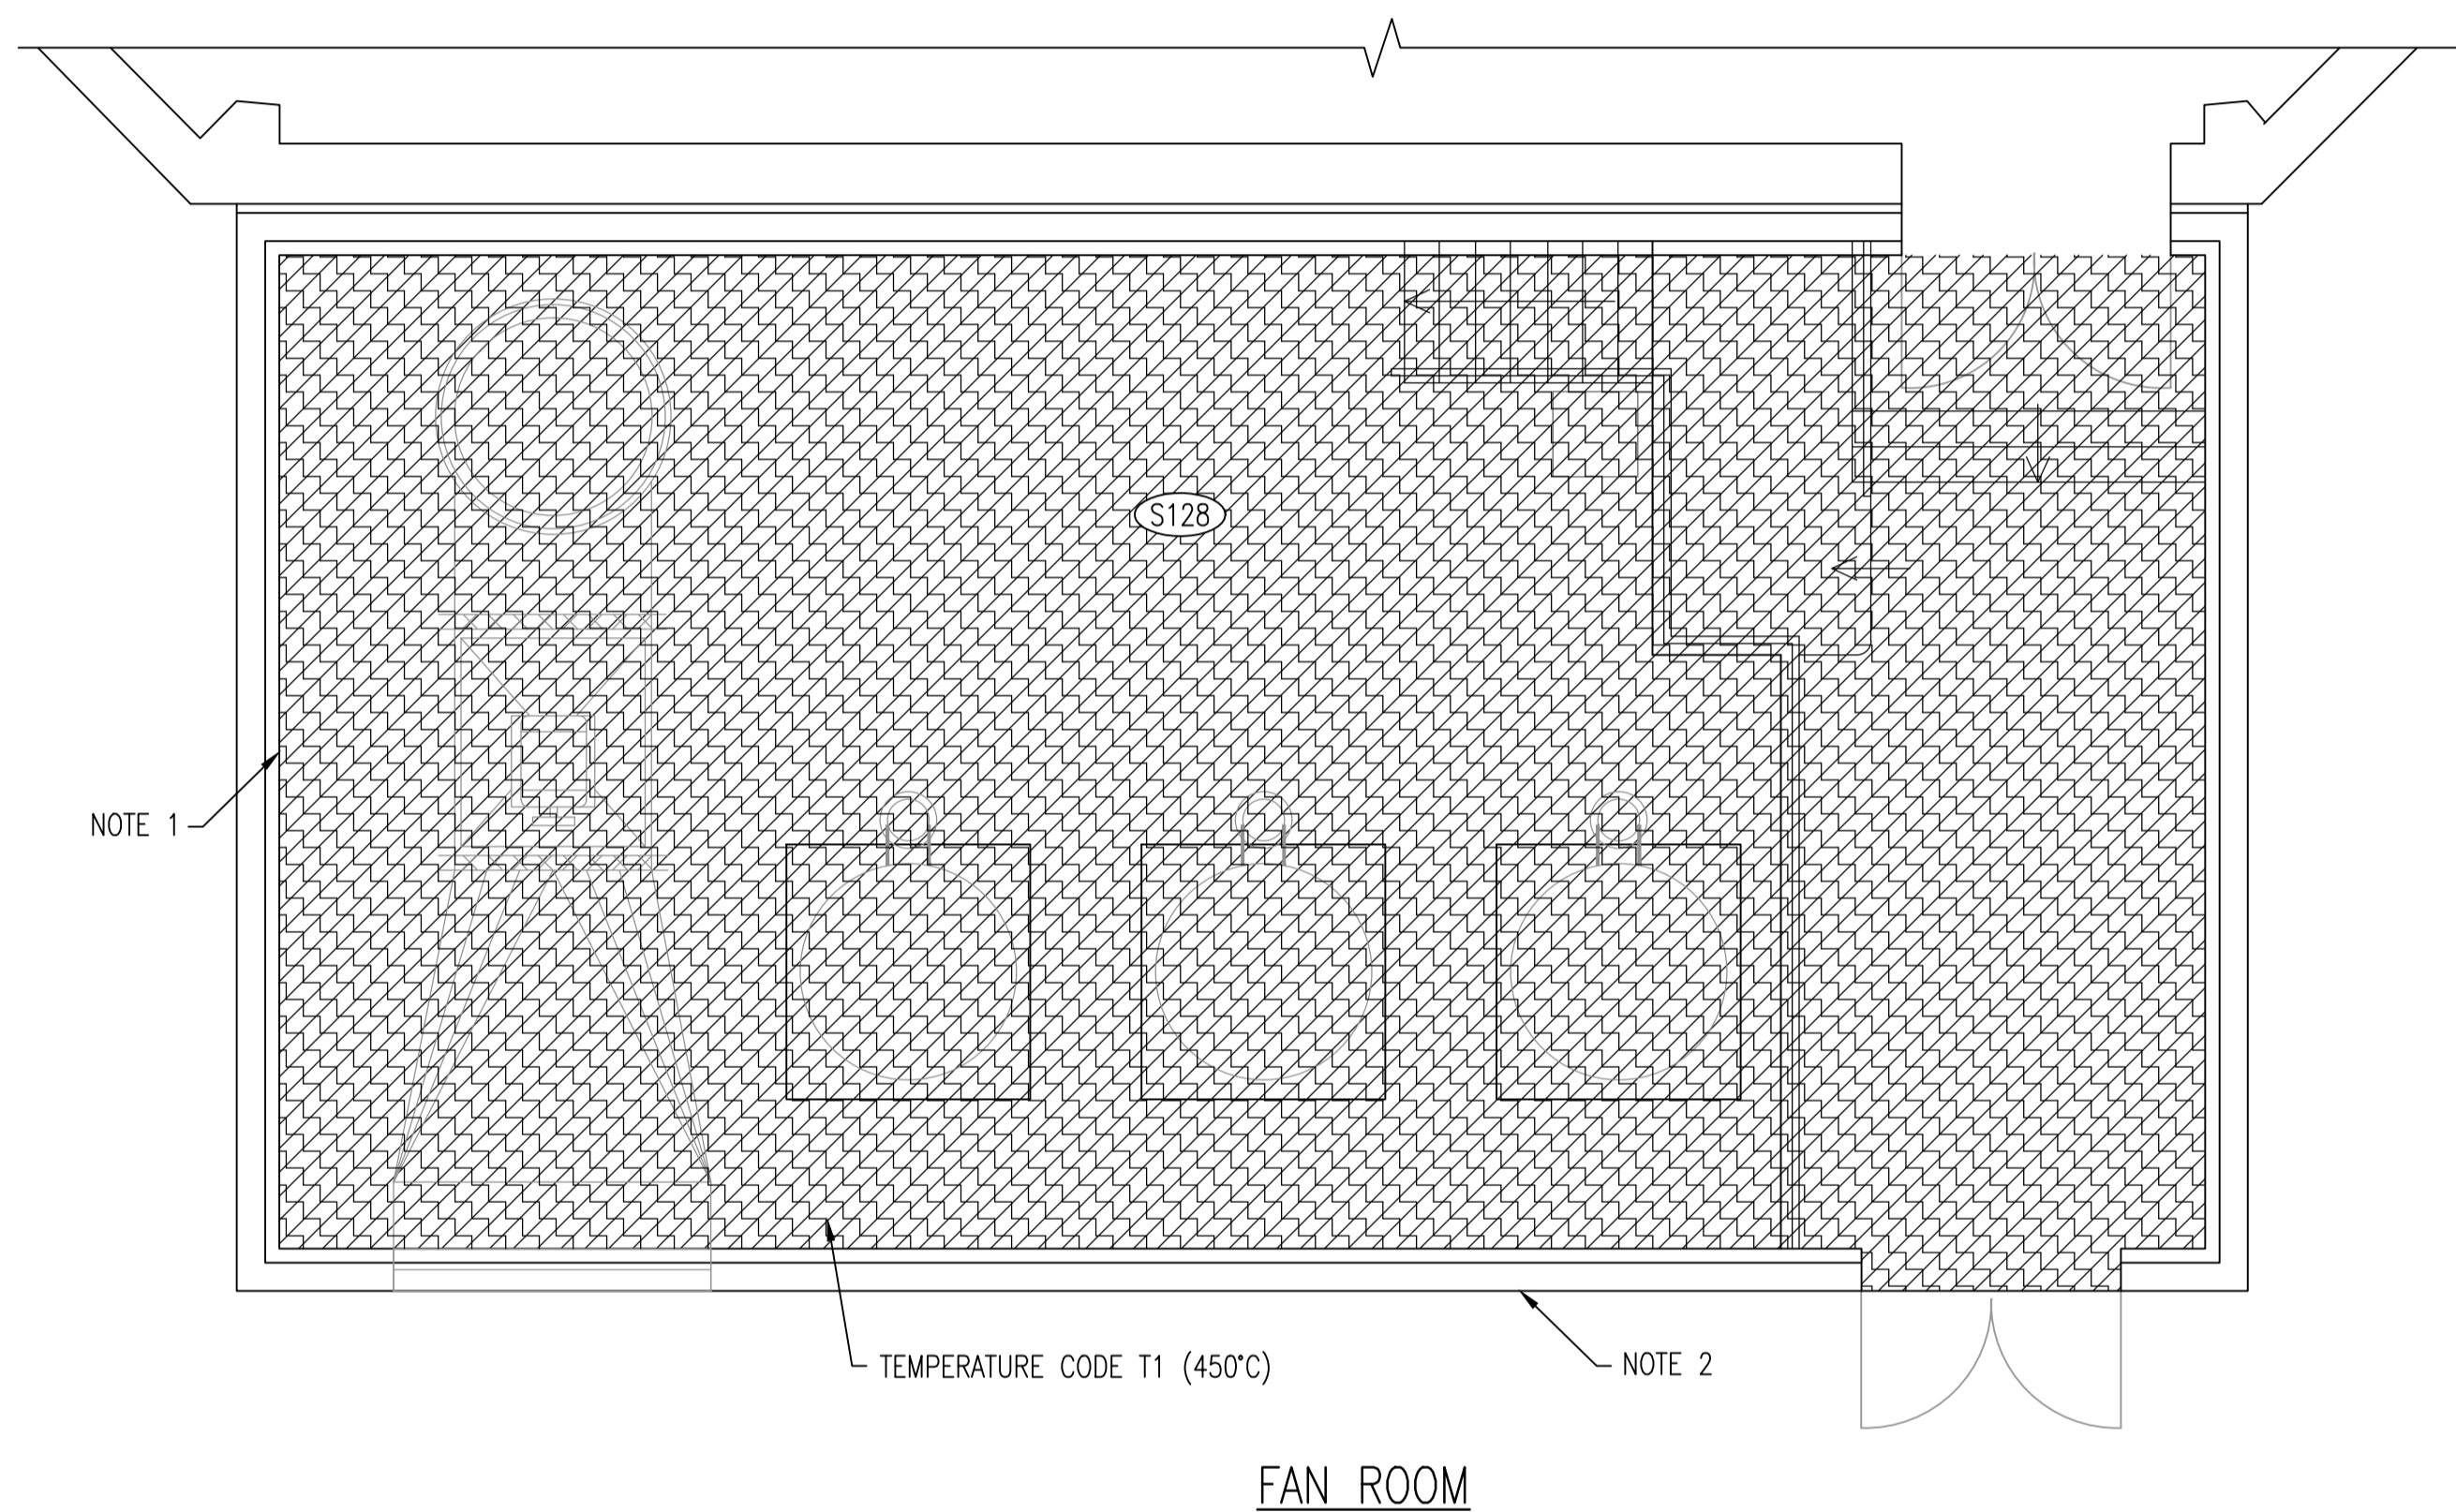 S128
NOTE 1
TEMPERATURE CODE T1 (450°C)
NOTE 2
FAN ROOM